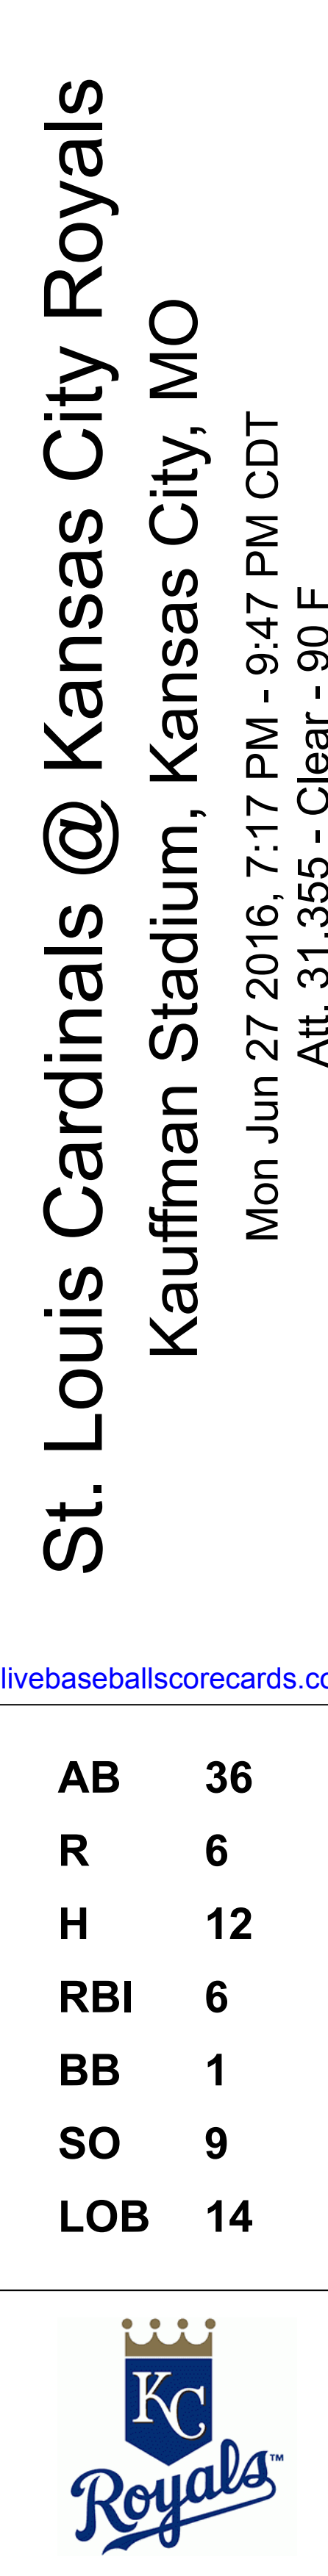 St. Louis Cardinals @ Kansas City Royals
Kauffman Stadium, Kansas City, MO
Mon Jun 27 2016, 7:17 PM - 9:47 PM CDT
Att. 31,355 - Clear - 90 F
livebaseballscorecards.co
AB 36
R 6
H 12
RBI 6
BB 1
SO 9
LOB 14
KC
Royals™